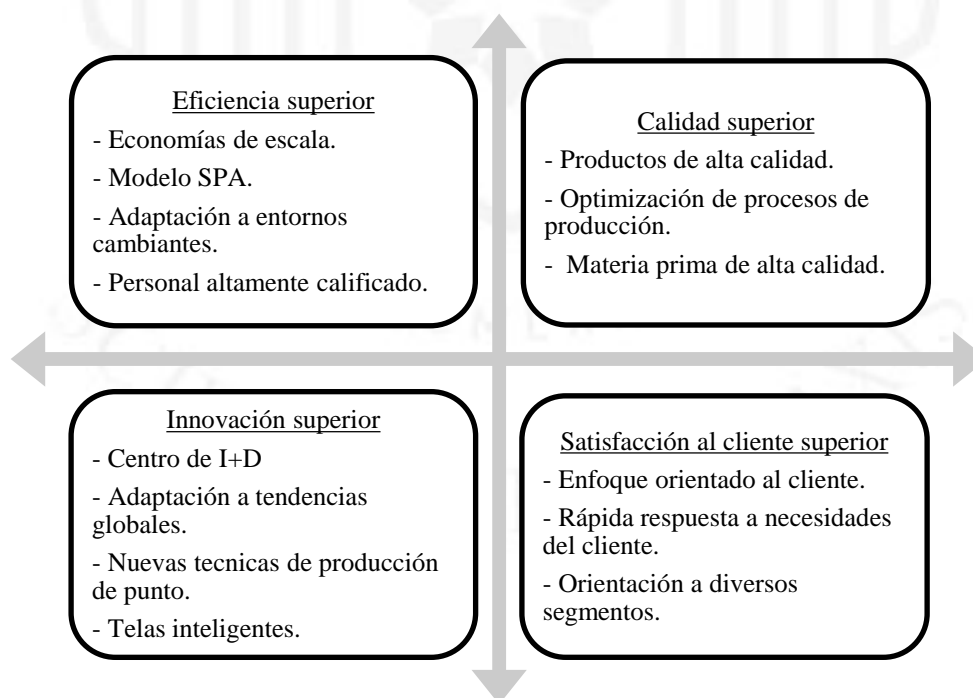 Eficiencia superior
- Economías de escala.
- Modelo SPA.
- Adaptación a entornos
cambiantes.
- Personal altamente calificado.
Calidad superior
- Productos de alta calidad.
- Optimización de procesos de
producción.
- Materia prima de alta calidad.
Innovación superior
- Centro de I+D
- Adaptación a tendencias
globales.
- Nuevas tecnicas de producción
de punto.
- Telas inteligentes.
Satisfacción al cliente superior
- Enfoque orientado al cliente.
- Rápida respuesta a necesidades
del cliente.
- Orientación a diversos
segmentos.